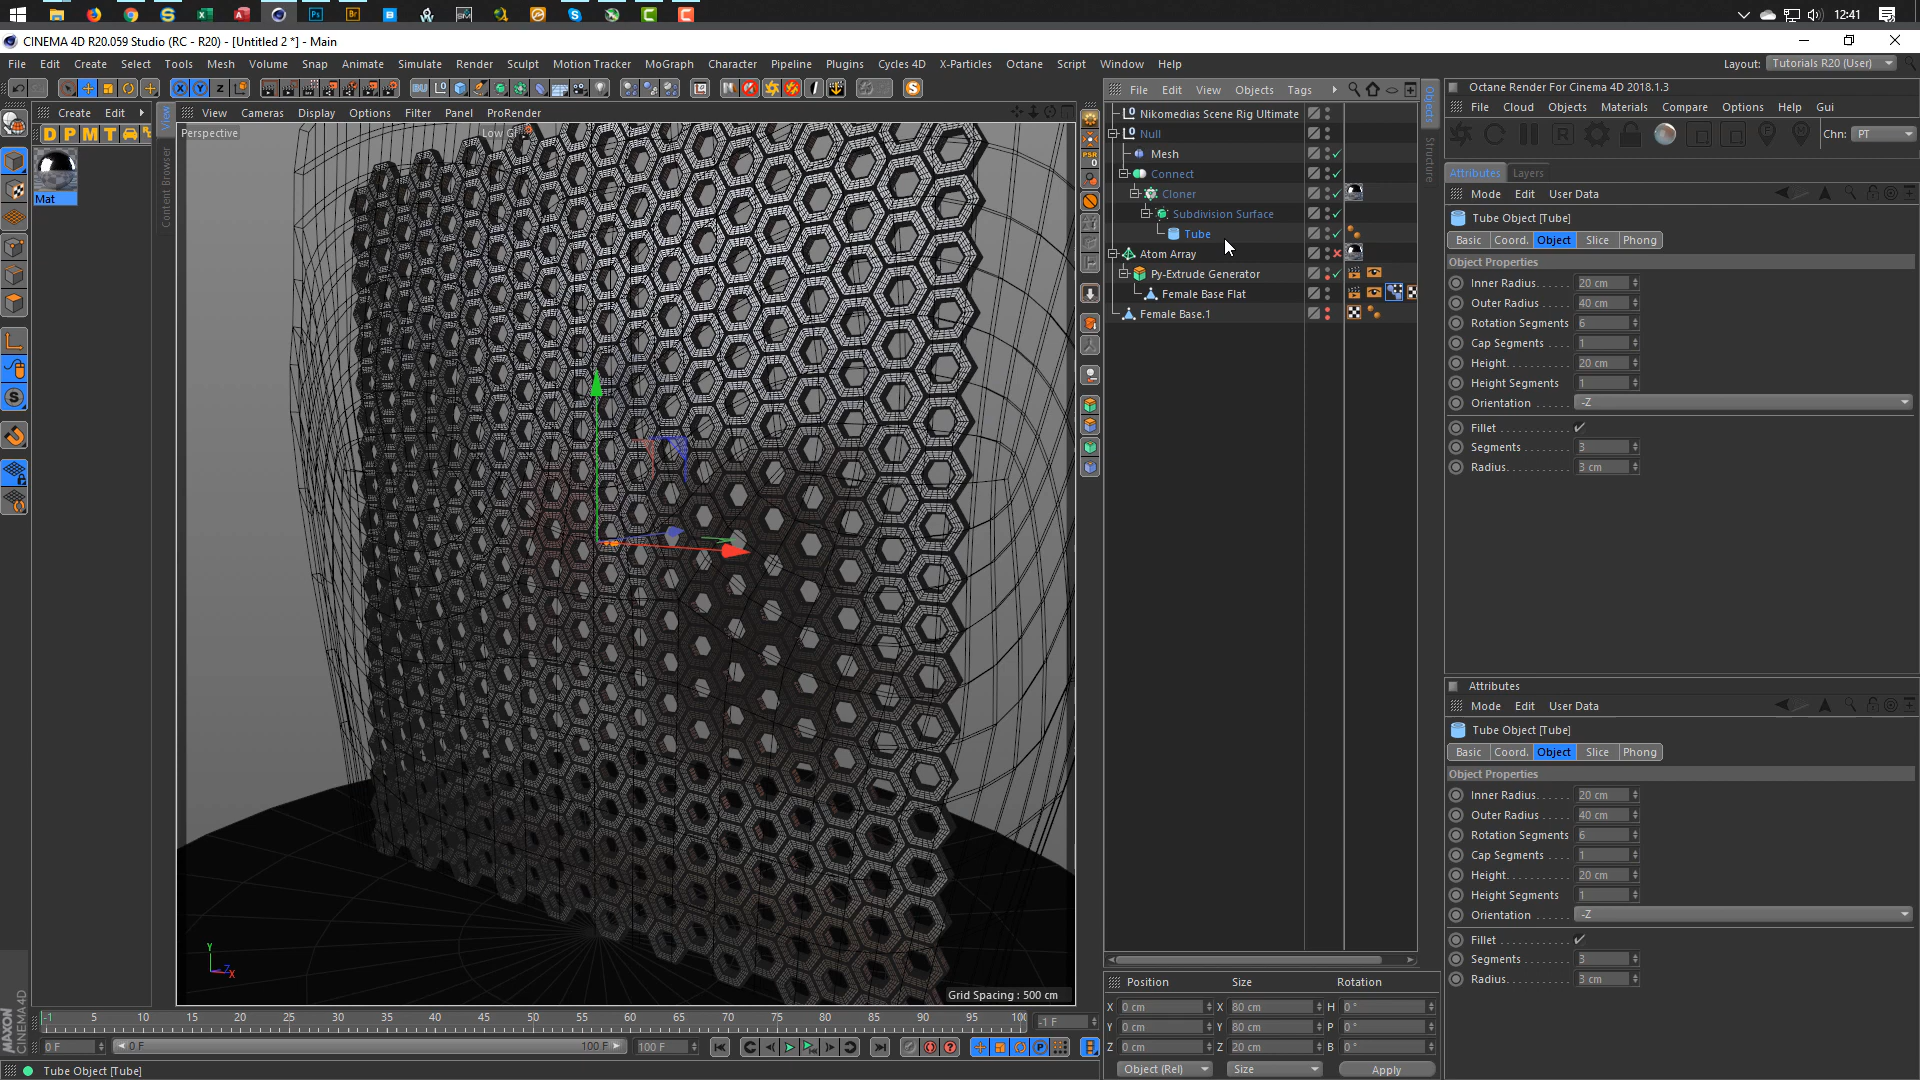 12:41
CINEMA 4D R20.059 Studio (RC - R20) - [Untitled 2 *] - Main
File Edit Create Select Tools Mesh Volume Snap Animate Simulate Render Sculpt Motion Tracker MoGraph Character Pipeline Plugins Cycles 4D X-Particles Octane Script Window Help
Layout: Tutorials R20 (User)
Create Edit
View Cameras Display Options Filter Panel ProRender
File Edit View Objects Tags
Octane Render For Cinema 4D 2018.1.3
File Cloud Objects Materials Compare Options Help Gui
Chn: PT
D P M T
Mat
View
Content Browser
Perspective
PSR
0
Objects
Structure
Nikomedias Scene Rig Ultimate
Null
Mesh
Connect
Cloner
Subdivision Surface
Tube
Atom Array
Py-Extrude Generator
Female Base Flat
Female Base.1
Attributes Layers
Mode Edit User Data
Tube Object [Tube]
Basic Coord. Object Slice Phong
Object Properties
Inner Radius 20 cm
Outer Radius 40 cm
Rotation Segments 6
Cap Segments 1
Height 20 cm
Height Segments 1
Orientation -Z
Fillet
Segments 3
Radius 3 cm
Attributes
Mode Edit User Data
Tube Object [Tube]
Basic Coord. Object Slice Phong
Object Properties
Inner Radius 20 cm
Outer Radius 40 cm
Rotation Segments 6
Cap Segments 1
Height 20 cm
Height Segments 1
Orientation -Z
Fillet
Segments 3
Radius 3 cm
Y
Z
X
Grid Spacing : 500 cm
Position Size Rotation
X 0 cm X 80 cm H 0 °
Y 0 cm Y 80 cm P 0 °
Z 0 cm Z 20 cm B 0 °
Object (Rel) Size Apply
-1 5 10 15 20 25 30 35 40 45 50 55 60 65 70 75 80 85 90 95 100
-1 F
0 F 0 F 100 F 100 F
MAXON
CINEMA 4D
Tube Object [Tube]